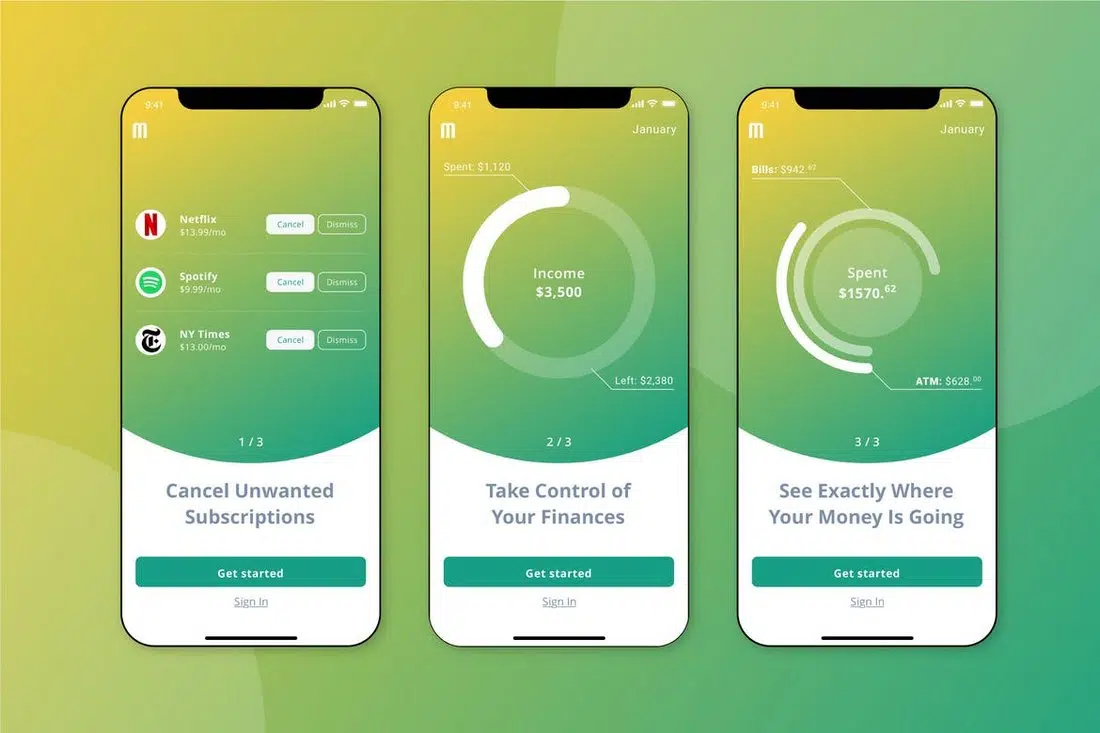 9:41
m
Netflix
$13.99/mo
Cancel
Dismiss
Spotify
$9.99/mo
Cancel
Dismiss
NY Times
$13.00/mo
Cancel
Dismiss
1 / 3
Cancel Unwanted
Subscriptions
Get started
Sign In
9:41
m
January
Spent: $1,120
Income
$3,500
Left: $2,380
2 / 3
Take Control of
Your Finances
Get started
Sign In
9:41
m
January
Bills: $942.62
Spent
$1570.62
ATM: $628.00
3 / 3
See Exactly Where
Your Money Is Going
Get started
Sign In